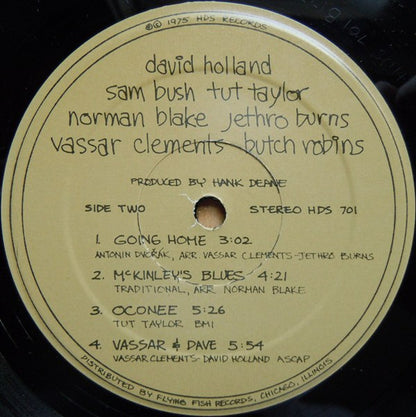 ℗© 1975 HDS RECORDS
david holland
sam bush tut taylor
norman blake jethro burns
vassar clements butch robins
PRODUCED BY HANK DEANE
SIDE TWO STEREO HDS 701
1. GOING HOME 3:02
ANTONIN DVOŘÁK, ARR. VASSAR CLEMENTS-JETHRO BURNS
2. McKINLEY'S BLUES 4:21
TRADITIONAL, ARR. NORMAN BLAKE
3. OCONEE 5:26
TUT TAYLOR BMI
4. VASSAR & DAVE 5:54
VASSAR CLEMENTS-DAVID HOLLAND ASCAP
DISTRIBUTED BY FLYING FISH RECORDS, CHICAGO, ILLINOIS